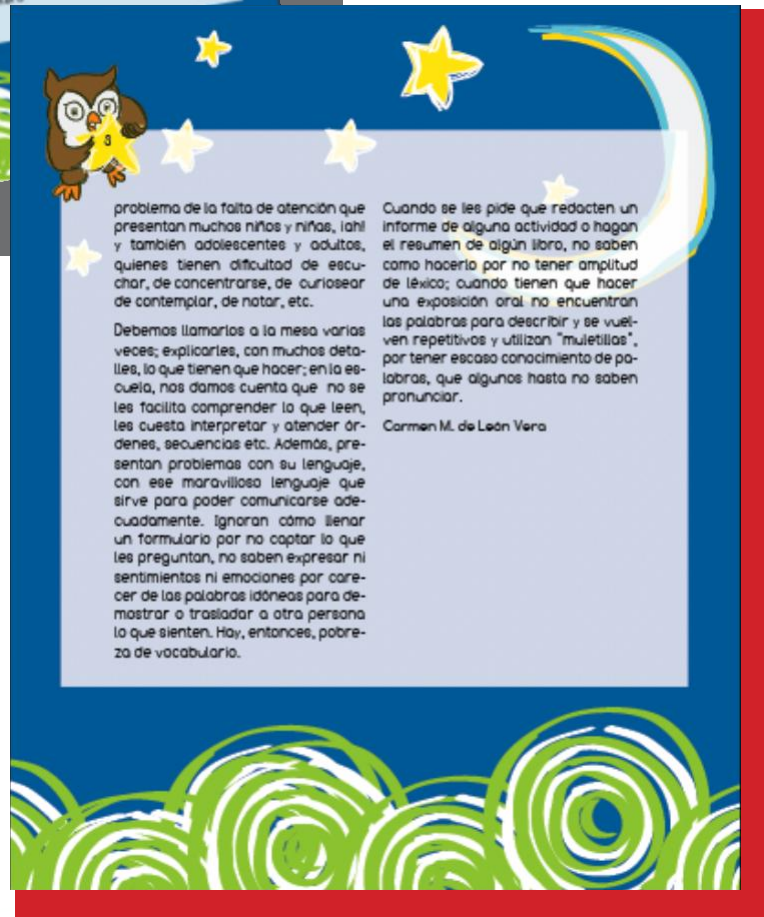 3
problema de la falta de atención que
presentan muchos niños y niñas, ¡ah!
y también adolescentes y adultos,
quienes tienen dificultad de escu-
char, de concentrarse, de curiosear
de contemplar, de notar, etc.
Debemos llamarlos a la mesa varias
veces; explicarles, con muchos deta-
lles, lo que tienen que hacer; en la es-
cuela, nos damos cuenta que no se
les facilita comprender lo que leen,
les cuesta interpretar y atender ór-
denes, secuencias etc. Además, pre-
sentan problemas con su lenguaje,
con ese maravilloso lenguaje que
sirve para poder comunicarse ade-
cuadamente. Ignoran cómo llenar
un formulario por no captar lo que
les preguntan, no saben expresar ni
sentimientos ni emociones por care-
cer de las palabras idóneas para de-
mostrar o trasladar a otra persona
lo que sienten. Hay, entonces, pobre-
za de vocabulario.
Cuando se les pide que redacten un
informe de alguna actividad o hagan
el resumen de algún libro, no saben
como hacerlo por no tener amplitud
de léxico; cuando tienen que hacer
una exposición oral no encuentran
las palabras para describir y se vuel-
ven repetitivos y utilizan "muletillas",
por tener escaso conocimiento de pa-
labras, que algunos hasta no saben
pronunciar.
Carmen M. de León Vera